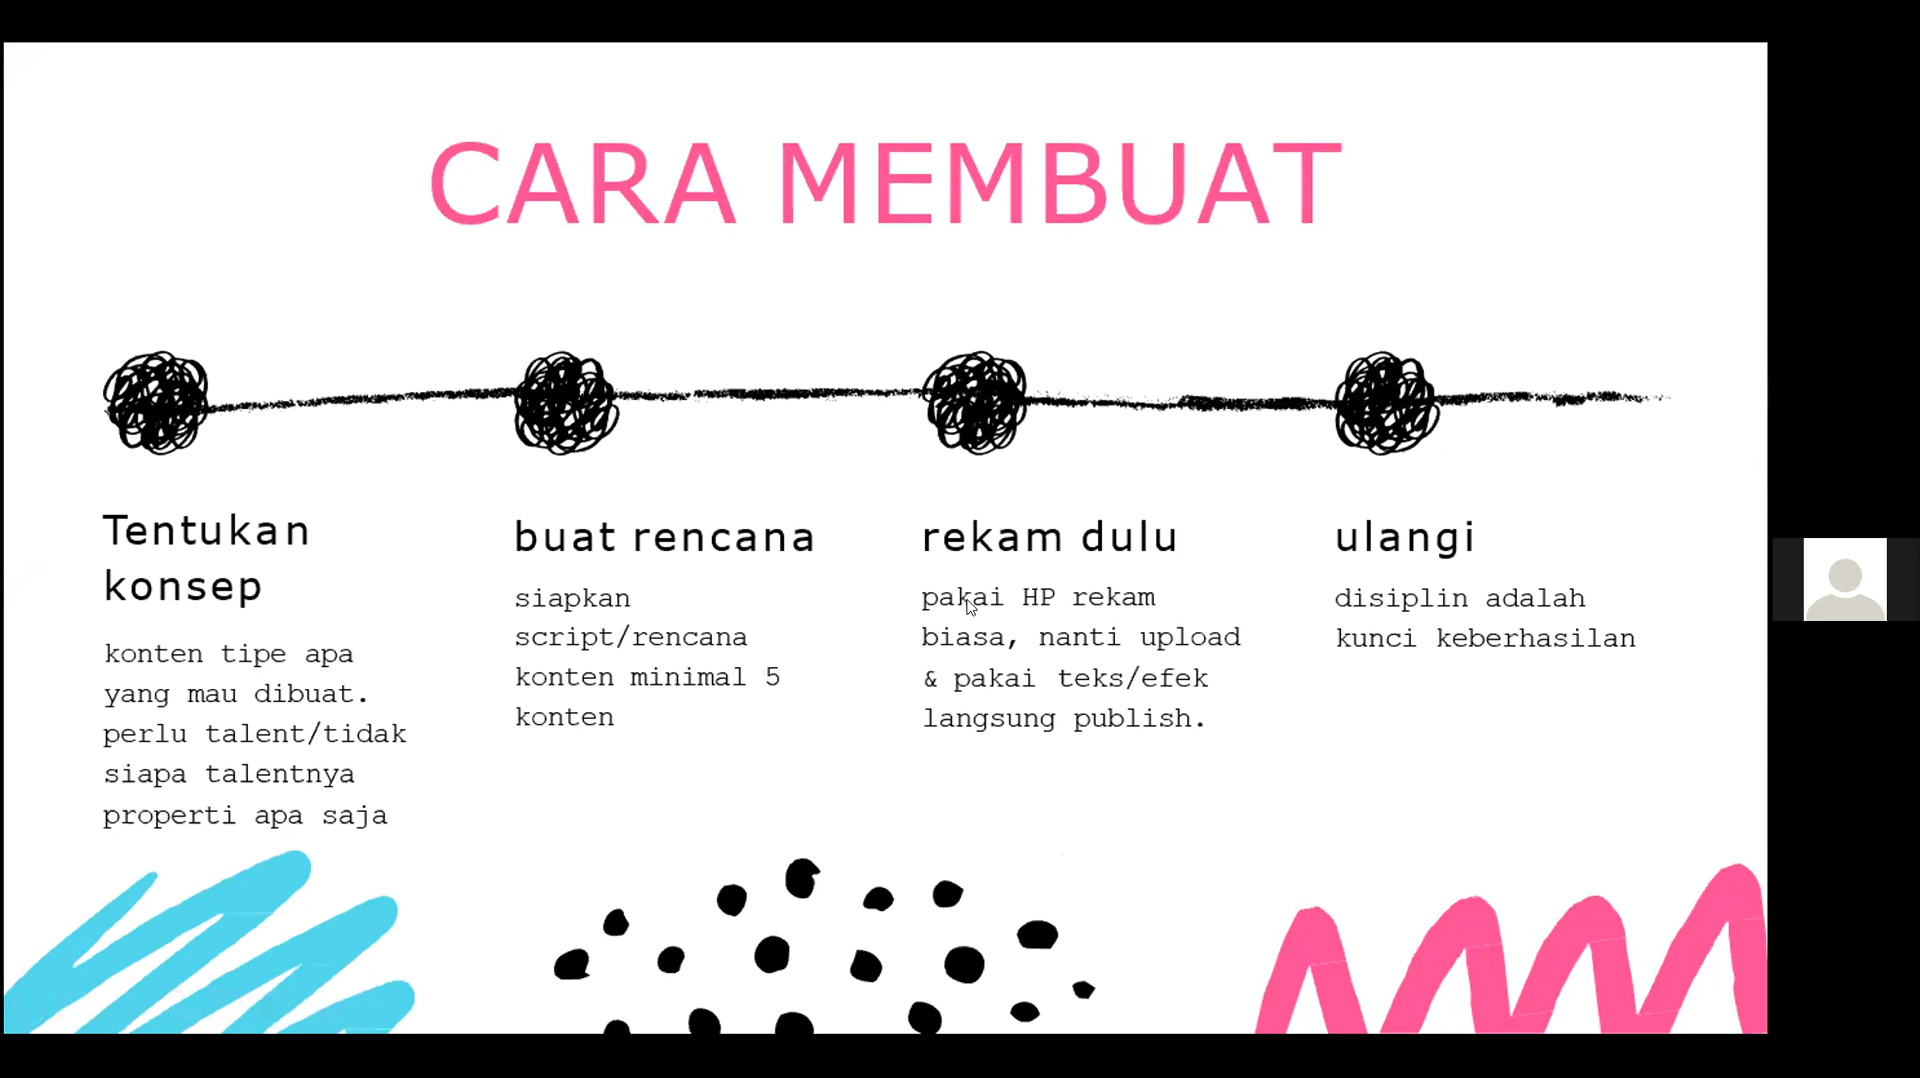 CARA MEMBUAT
Tentukan
konsep
konten tipe apa
yang mau dibuat.
perlu talent/tidak
siapa talentnya
properti apa saja
buat rencana
siapkan
script/rencana
konten minimal 5
konten
rekam dulu
pakai HP rekam
biasa, nanti upload
& pakai teks/efek
langsung publish.
ulangi
disiplin adalah
kunci keberhasilan